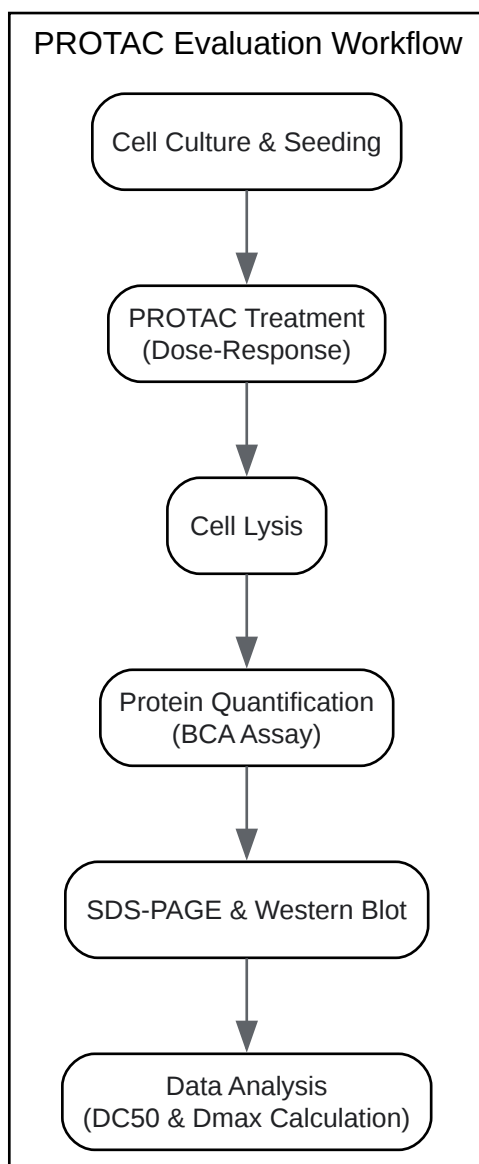 PROTAC Evaluation Workflow
Cell Culture & Seeding
PROTAC Treatment
(Dose-Response)
Cell Lysis
Protein Quantification
(BCA Assay)
SDS-PAGE & Western Blot
Data Analysis
(DC50 & Dmax Calculation)